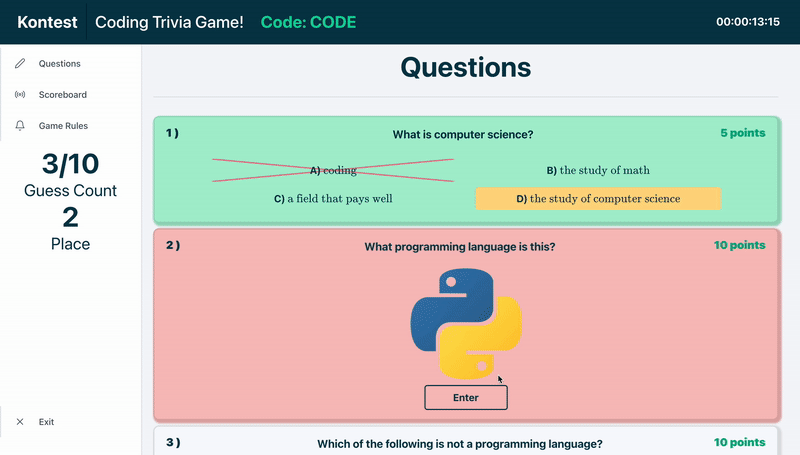 Kontest Coding Trivia Game! Code: CODE 00:00:13:15
Questions
Scoreboard
Game Rules
3/10
Guess Count
2
Place
Exit
Questions
1 ) What is computer science? 5 points
A) coding B) the study of math
C) a field that pays well D) the study of computer science
2 ) What programming language is this? 10 points
Enter
3 ) Which of the following is not a programming language? 10 points